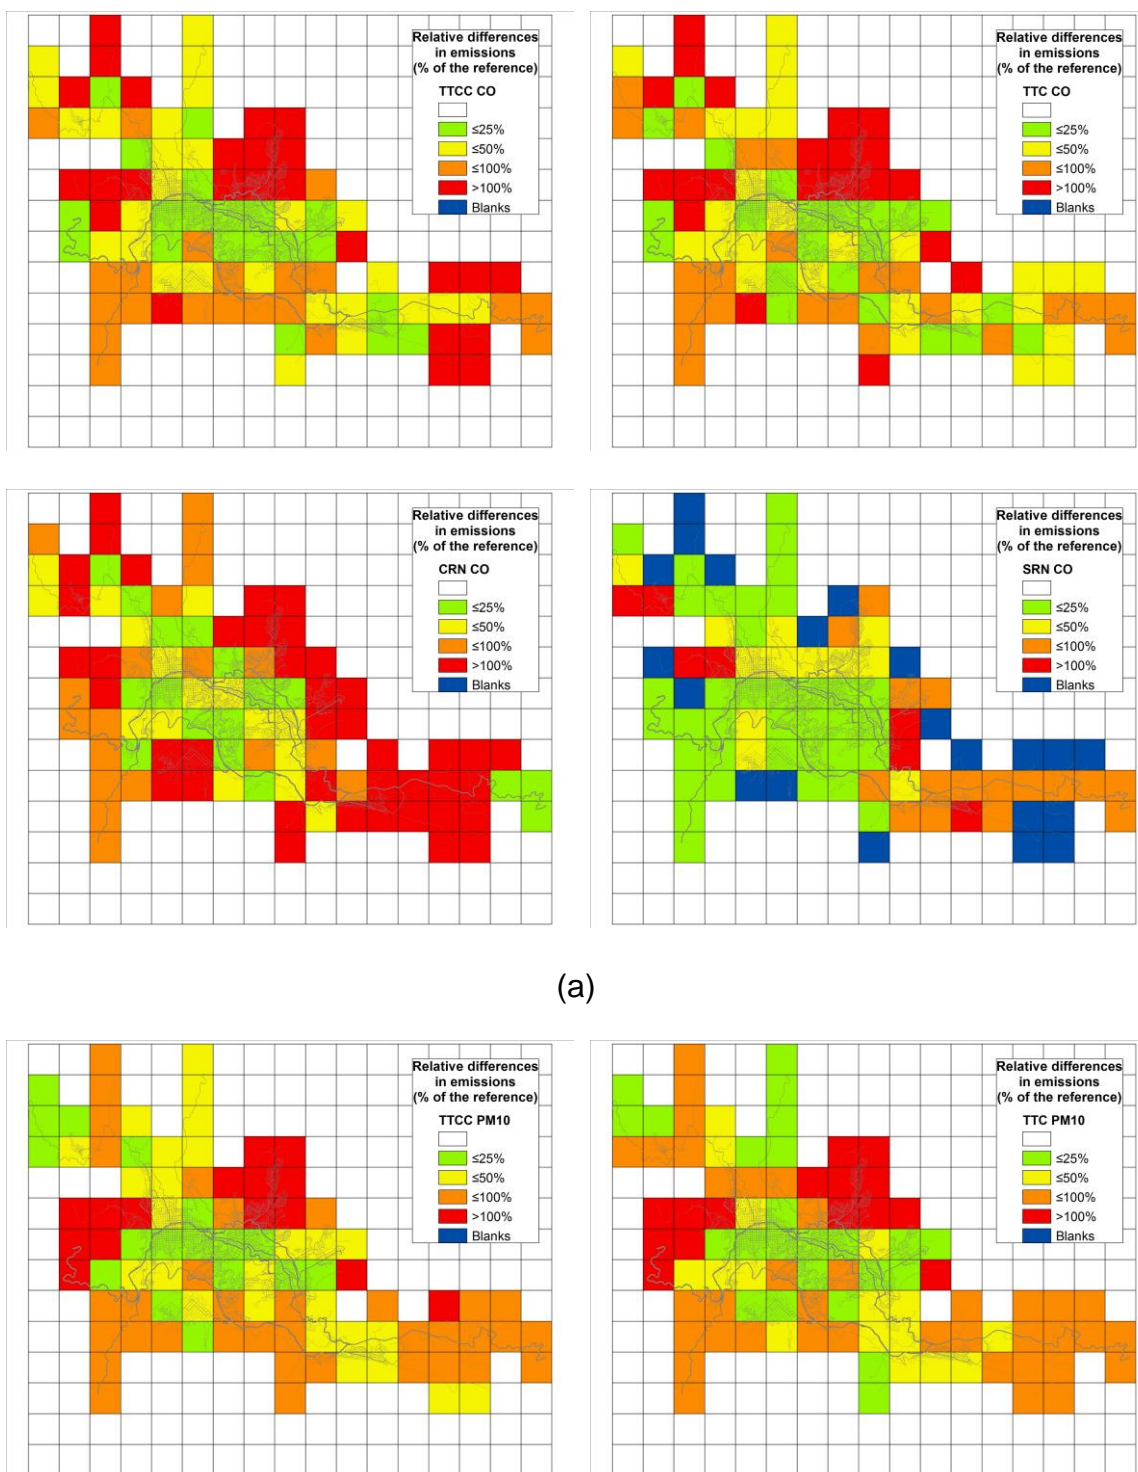 Relative differences
in emissions
(% of the reference)
TTCC CO
≤25%
≤50%
≤100%
>100%
Blanks
Relative differences
in emissions
(% of the reference)
TTC CO
≤25%
≤50%
≤100%
>100%
Blanks
Relative differences
in emissions
(% of the reference)
CRN CO
≤25%
≤50%
≤100%
>100%
Blanks
Relative differences
in emissions
(% of the reference)
SRN CO
≤25%
≤50%
≤100%
>100%
Blanks
(a)
Relative differences
in emissions
(% of the reference)
TTCC PM10
≤25%
≤50%
≤100%
>100%
Blanks
Relative differences
in emissions
(% of the reference)
TTC PM10
≤25%
≤50%
≤100%
>100%
Blanks